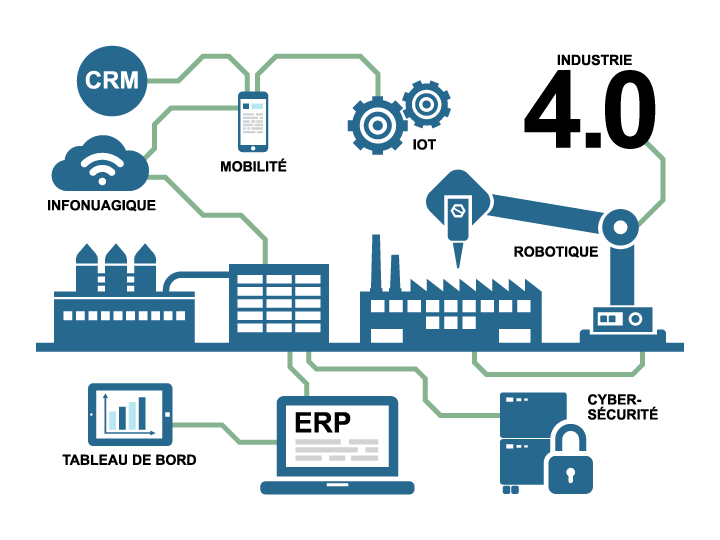 CRM
INDUSTRIE
4.0
IOT
MOBILITÉ
INFONUAGIQUE
ROBOTIQUE
CYBER-
SÉCURITÉ
ERP
TABLEAU DE BORD